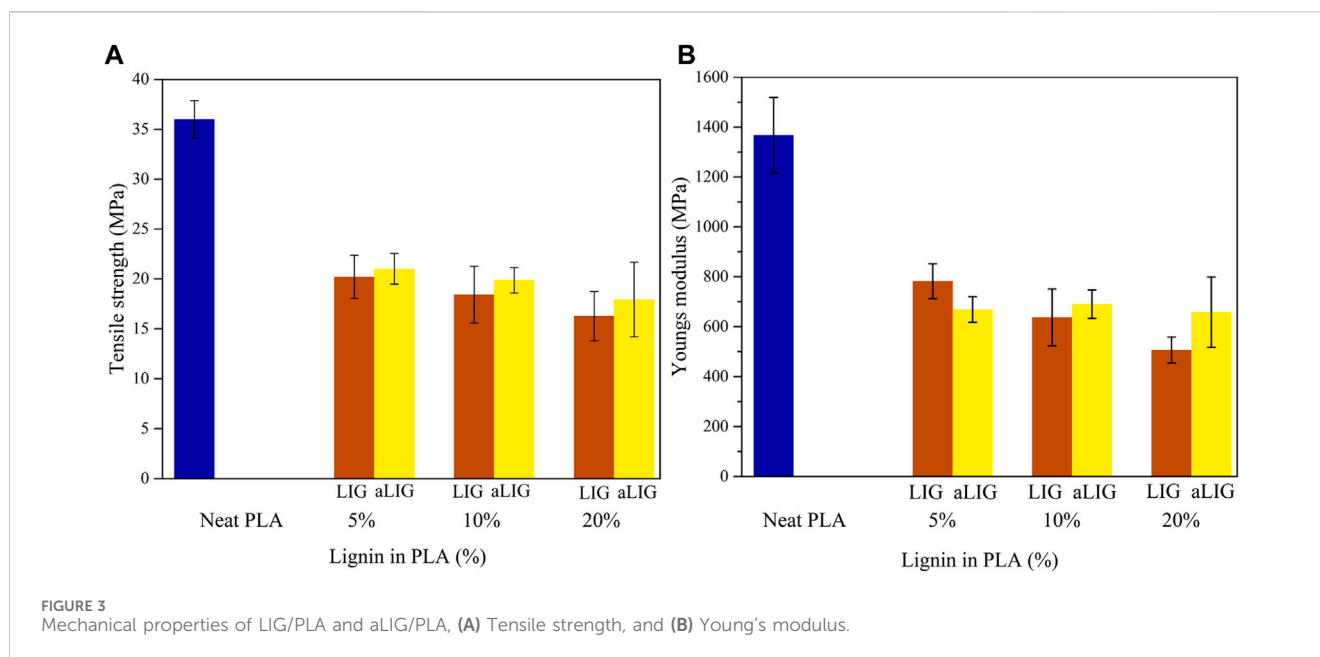 A
40
35
30
25
20
15
10
5
0
Tensile strength (MPa)
LIG aLIG LIG aLIG LIG aLIG
Neat PLA 5% 10% 20%
Lignin in PLA (%)
B
1600
1400
1200
1000
800
600
400
200
0
Youngs modulus (MPa)
LIG aLIG LIG aLIG LIG aLIG
Neat PLA 5% 10% 20%
Lignin in PLA (%)
FIGURE 3
Mechanical properties of LIG/PLA and aLIG/PLA, (A) Tensile strength, and (B) Young's modulus.